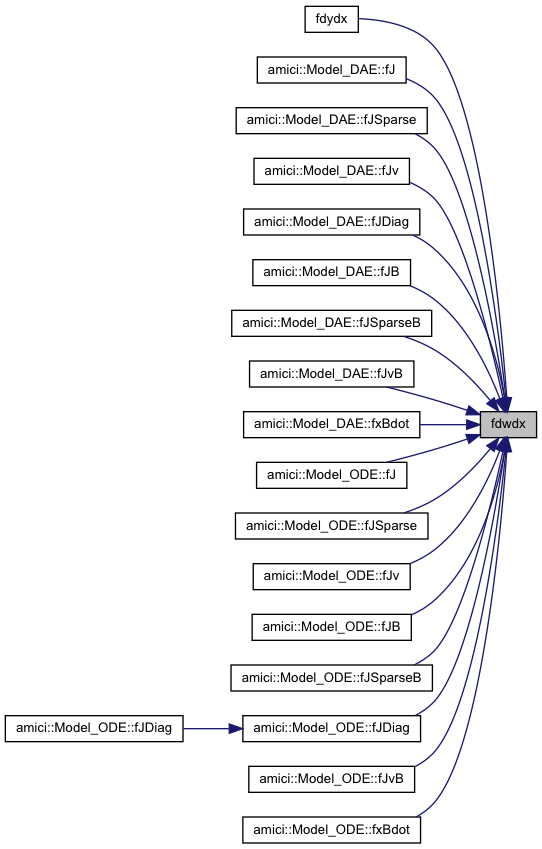 fdydx
amici::Model_DAE::fJ
amici::Model_DAE::fJSparse
amici::Model_DAE::fJv
amici::Model_DAE::fJDiag
amici::Model_DAE::fJB
amici::Model_DAE::fJSparseB
amici::Model_DAE::fJvB
amici::Model_DAE::fxBdot
fdwdx
amici::Model_ODE::fJ
amici::Model_ODE::fJSparse
amici::Model_ODE::fJv
amici::Model_ODE::fJB
amici::Model_ODE::fJSparseB
amici::Model_ODE::fJDiag
amici::Model_ODE::fJDiag
amici::Model_ODE::fJvB
amici::Model_ODE::fxBdot